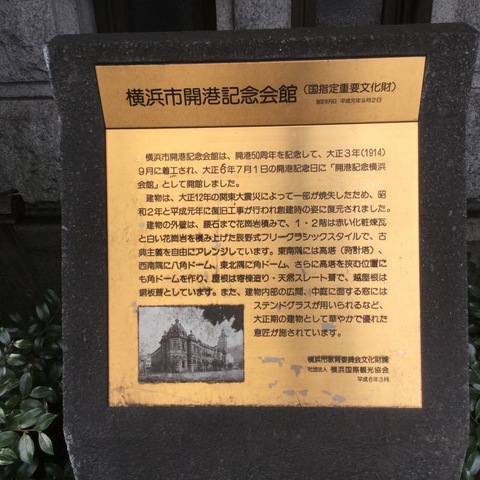 横浜市開港記念会館（国指定重要文化財）
指定年月日 平成元年9月2日
横浜市開港記念会館は、開港50周年を記念して、大正3年(1914)
9月に着工され、大正6年7月1日の開港記念日に「開港記念横浜
会館」として開館しました。
建物は、大正12年の関東大震災によって一部が焼失したため、昭
和2年と平成元年に復旧工事が行われ創建時の姿に復元されました。
建物の外壁は、腰石まで花崗岩積みで、1・2階は赤い化粧煉瓦
と白い花崗岩を積み上げた辰野式フリークラシックスタイルで、古
典主義を自由にアレンジしています。東南隅には高塔（時計塔）、
西南隅に八角ドーム、東北隅に角ドーム、さらに高塔を挟む位置に
も角ドームを作り、屋根は寄棟造り・天然スレート葺で、越屋根は
銅板葺としています。また、建物内部の広間、中庭に面する窓には
ステンドグラスが用いられるなど、
大正期の建物として華やかで優れた
意匠が施されています。
横浜市教育委員会文化財課
社団法人 横浜国際観光協会
平成6年3月